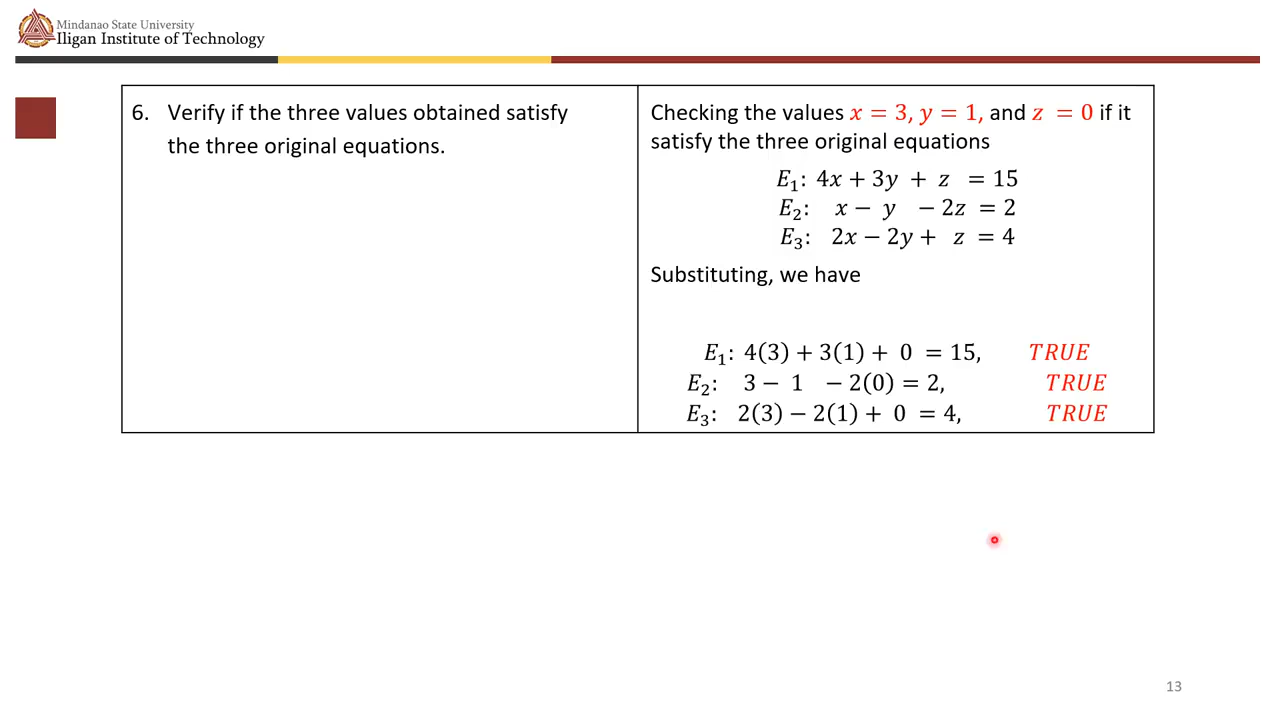 Mindanao State University
Iligan Institute of Technology
6. Verify if the three values obtained satisfy
the three original equations.
Checking the values x = 3, y = 1, and z = 0 if it
satisfy the three original equations
E₁: 4x + 3y + z = 15
E₂: x − y − 2z = 2
E₃: 2x − 2y + z = 4
Substituting, we have
E₁: 4(3) + 3(1) + 0 = 15, TRUE
E₂: 3 − 1 − 2(0) = 2, TRUE
E₃: 2(3) − 2(1) + 0 = 4, TRUE
13